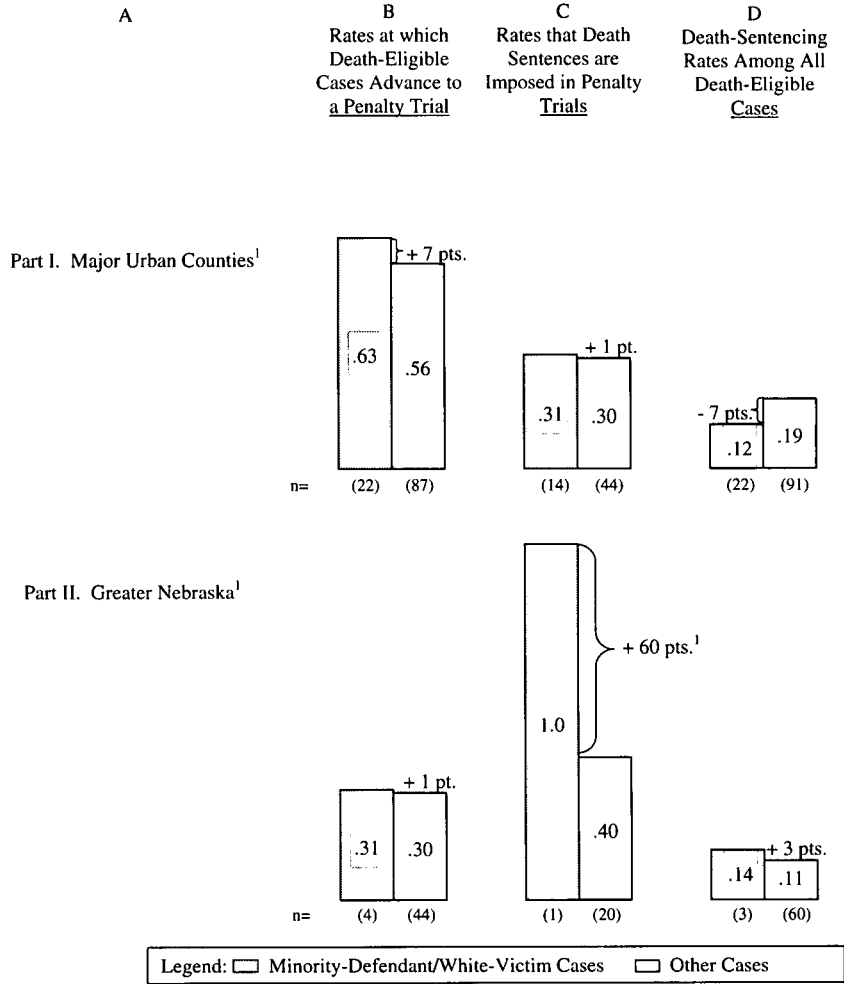 A
B
Rates at which
Death-Eligible
Cases Advance to
a Penalty Trial
C
Rates that Death
Sentences are
Imposed in Penalty
Trials
D
Death-Sentencing
Rates Among All
Death-Eligible
Cases
Part I. Major Urban Counties¹
+ 7 pts.
.63
.56
+ 1 pt.
.31
.30
- 7 pts.
.12
.19
n=
(22)
(87)
(14)
(44)
(22)
(91)
Part II. Greater Nebraska¹
+ 60 pts.¹
1.0
.40
+ 1 pt.
.31
.30
+ 3 pts.
.14
.11
n=
(4)
(44)
(1)
(20)
(3)
(60)
Legend: Minority-Defendant/White-Victim Cases Other Cases